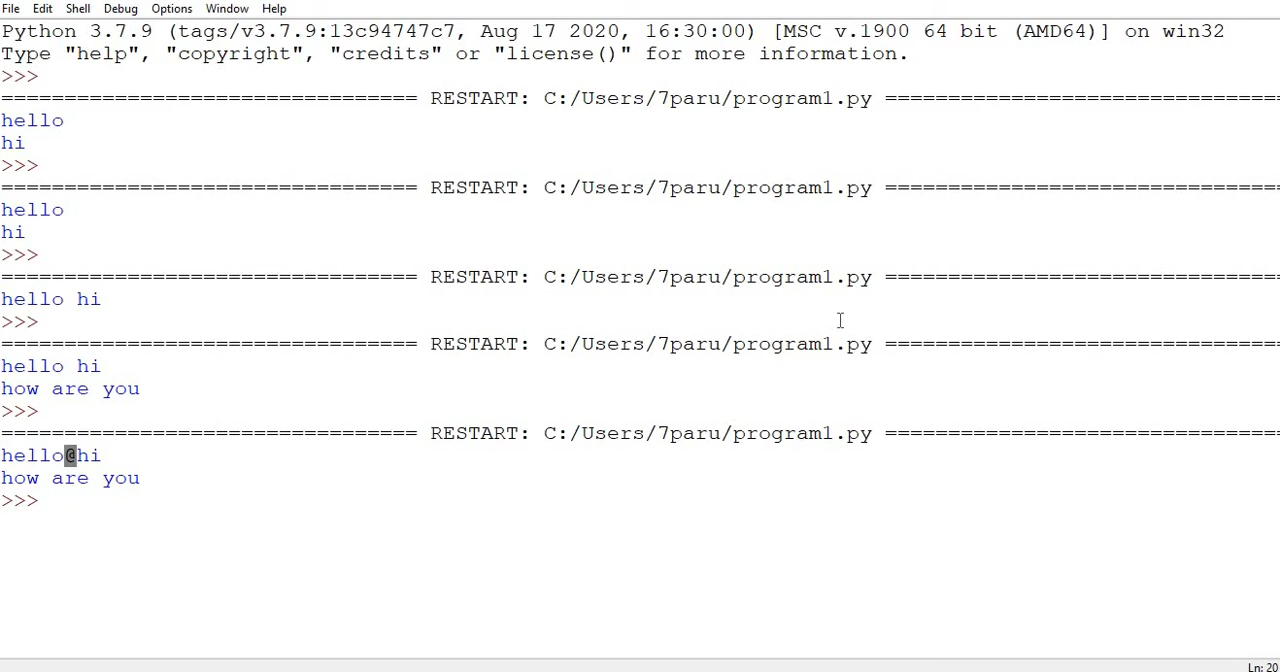 File Edit Shell Debug Options Window Help
Python 3.7.9 (tags/v3.7.9:13c94747c7, Aug 17 2020, 16:30:00) [MSC v.1900 64 bit (AMD64)] on win32
Type "help", "copyright", "credits" or "license()" for more information.
>>>
================================= RESTART: C:/Users/7paru/program1.py ===============================
hello
hi
>>>
================================= RESTART: C:/Users/7paru/program1.py ===============================
hello
hi
>>>
================================= RESTART: C:/Users/7paru/program1.py ===============================
hello hi
>>>
================================= RESTART: C:/Users/7paru/program1.py ===============================
hello hi
how are you
>>>
================================= RESTART: C:/Users/7paru/program1.py ===============================
hello@hi
how are you
>>>
Ln: 20